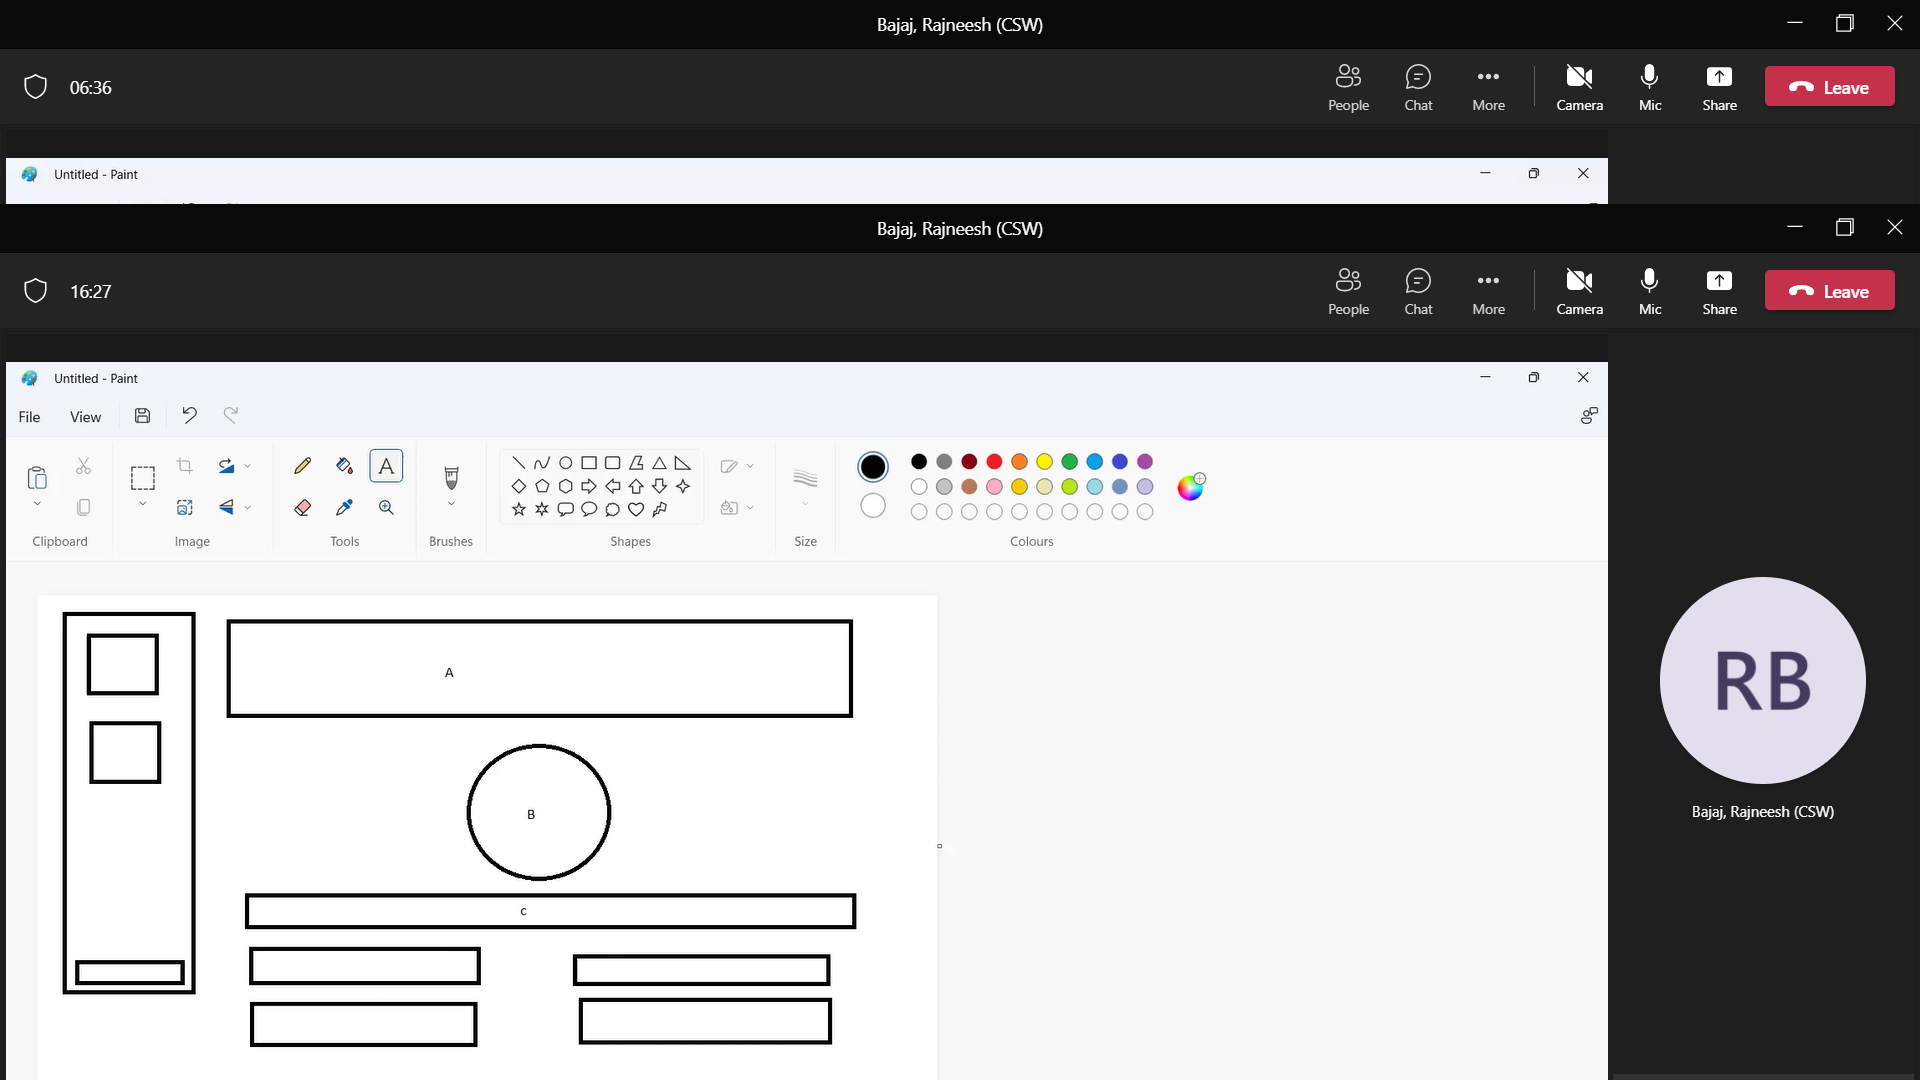 Bajaj, Rajneesh (CSW)
06:36
People
Chat
More
Camera
Mic
Share
Leave
Untitled - Paint
Bajaj, Rajneesh (CSW)
16:27
People
Chat
More
Camera
Mic
Share
Leave
Untitled - Paint
File View
A
Clipboard
Image
Tools
Brushes
Shapes
Size
Colours
A
B
c
RB
Bajaj, Rajneesh (CSW)